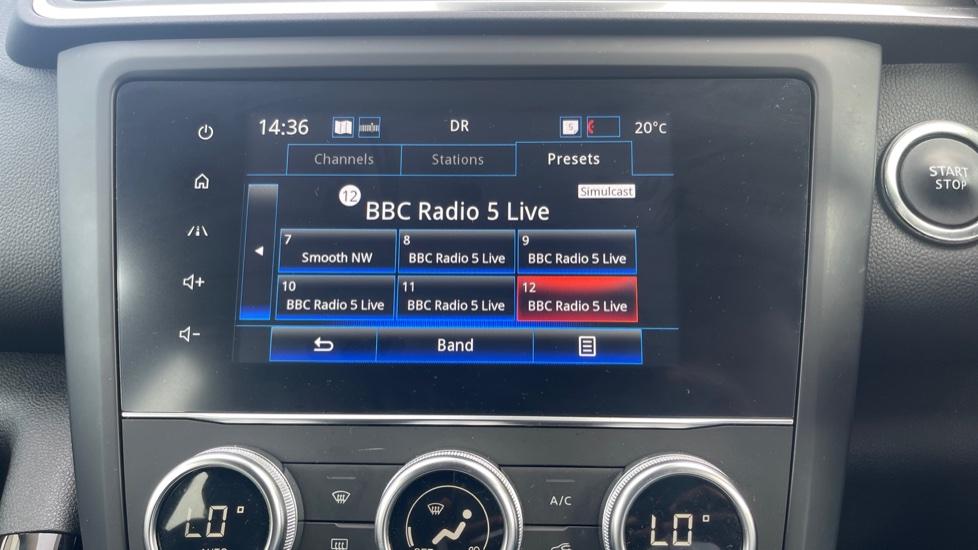 14:36 DR 5 20°C
Channels Stations Presets
12 Simulcast
BBC Radio 5 Live
7 8 9
Smooth NW BBC Radio 5 Live BBC Radio 5 Live
10 11 12
BBC Radio 5 Live BBC Radio 5 Live BBC Radio 5 Live
Band
START
STOP
LO° A/C LO°
AUTO